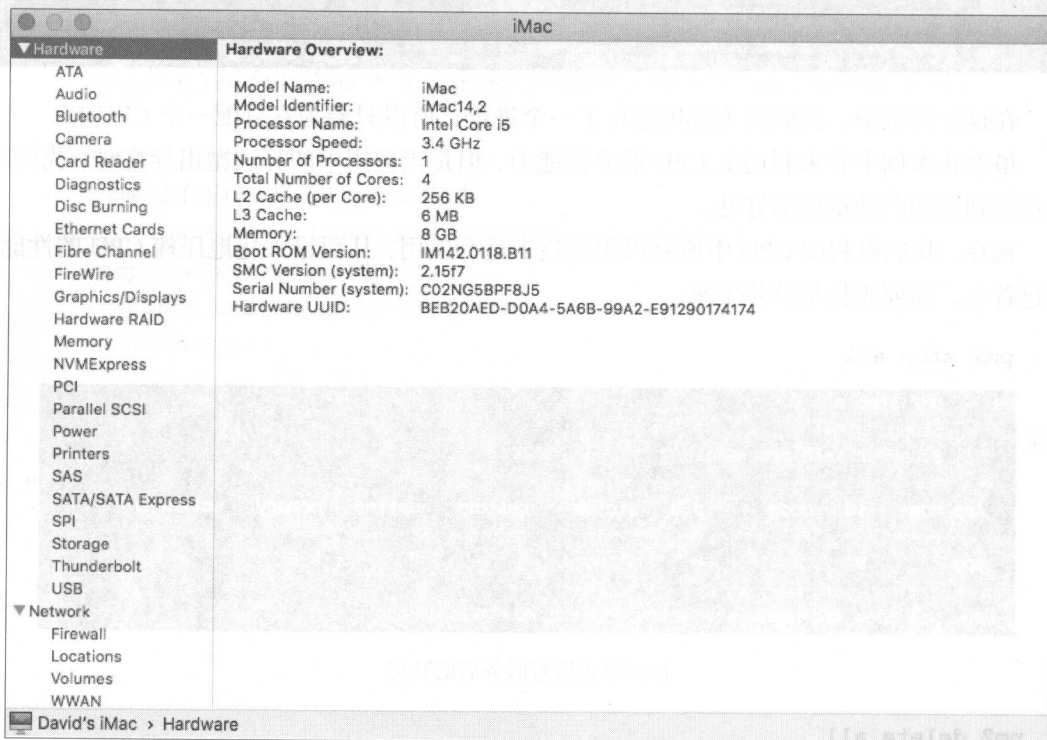 iMac
Hardware
ATA
Audio
Bluetooth
Camera
Card Reader
Diagnostics
Disc Burning
Ethernet Cards
Fibre Channel
FireWire
Graphics/Displays
Hardware RAID
Memory
NVMExpress
PCI
Parallel SCSI
Power
Printers
SAS
SATA/SATA Express
SPI
Storage
Thunderbolt
USB
Network
Firewall
Locations
Volumes
WWAN
Hardware Overview:
Model Name: iMac
Model Identifier: iMac14,2
Processor Name: Intel Core i5
Processor Speed: 3.4 GHz
Number of Processors: 1
Total Number of Cores: 4
L2 Cache (per Core): 256 KB
L3 Cache: 6 MB
Memory: 8 GB
Boot ROM Version: IM142.0118.B11
SMC Version (system): 2.15f7
Serial Number (system): C02NG5BPF8J5
Hardware UUID: BEB20AED-D0A4-5A6B-99A2-E91290174174
David's iMac › Hardware